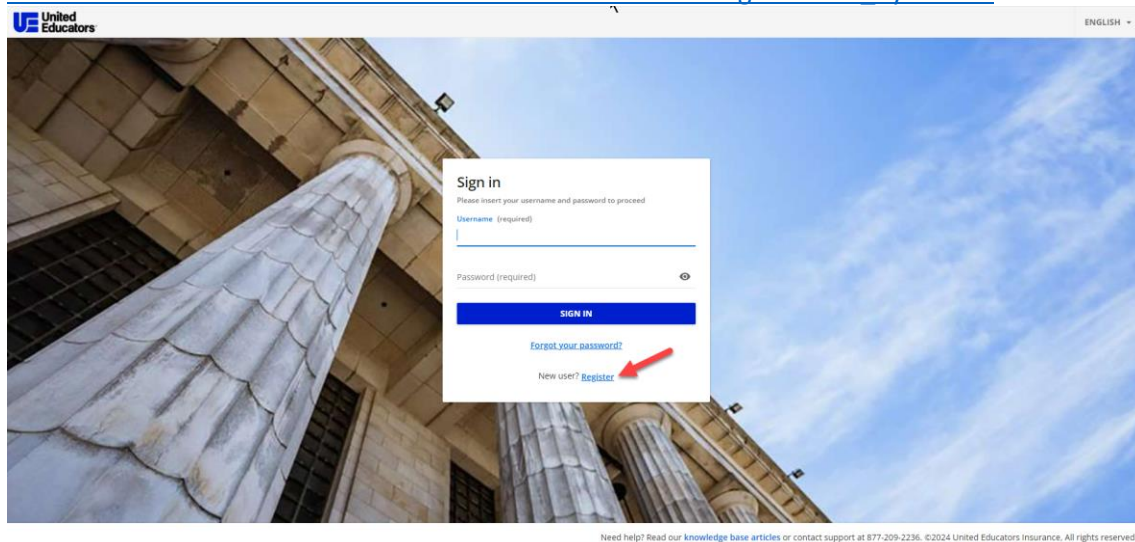 United
Educators
ENGLISH
Sign in
Please insert your username and password to proceed
Username (required)
Password (required)
SIGN IN
Forgot your password?
New user? Register
Need help? Read our knowledge base articles or contact support at 877-209-2236. ©2024 United Educators Insurance, All rights reserved